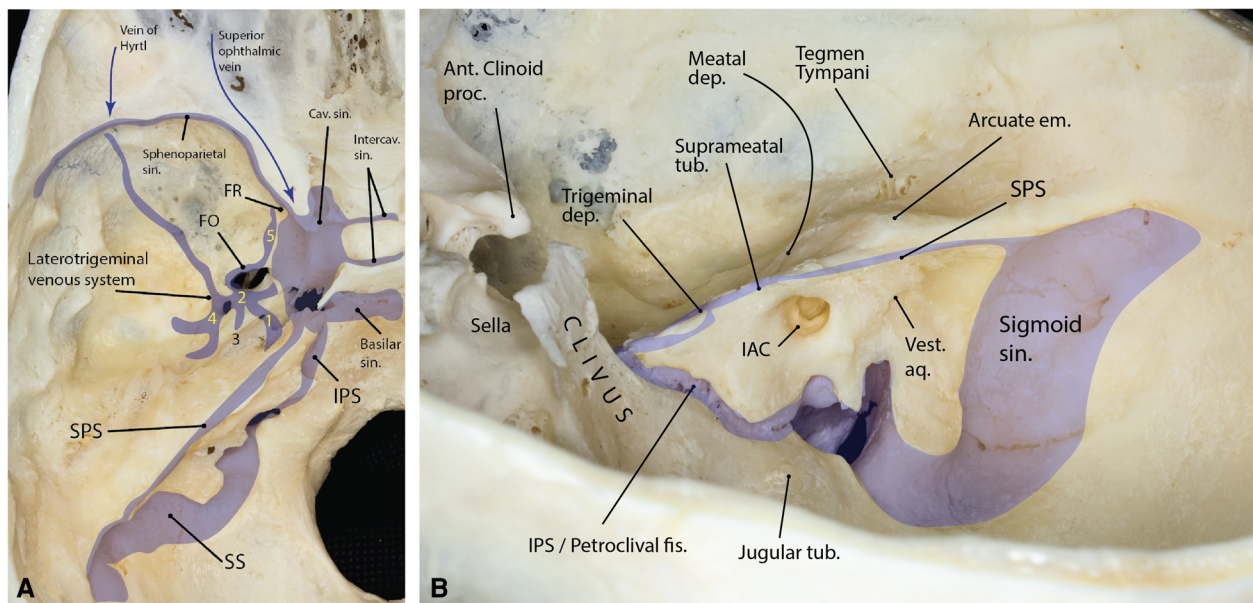 Vein of
Hyrtl
Superior
ophthalmic
vein
Cav. sin.
Intercav.
sin.
Sphenoparietal
sin.
FR
FO
5
Laterotrigeminal
venous system
2
4
1
3
Basilar
sin.
IPS
SPS
SS
A
Ant. Clinoid
proc.
Meatal
dep.
Tegmen
Tympani
Arcuate em.
Suprameatal
tub.
SPS
Trigeminal
dep.
Sella
CLIVUS
IAC
Vest.
aq.
Sigmoid
sin.
IPS / Petroclival fis.
Jugular tub.
B